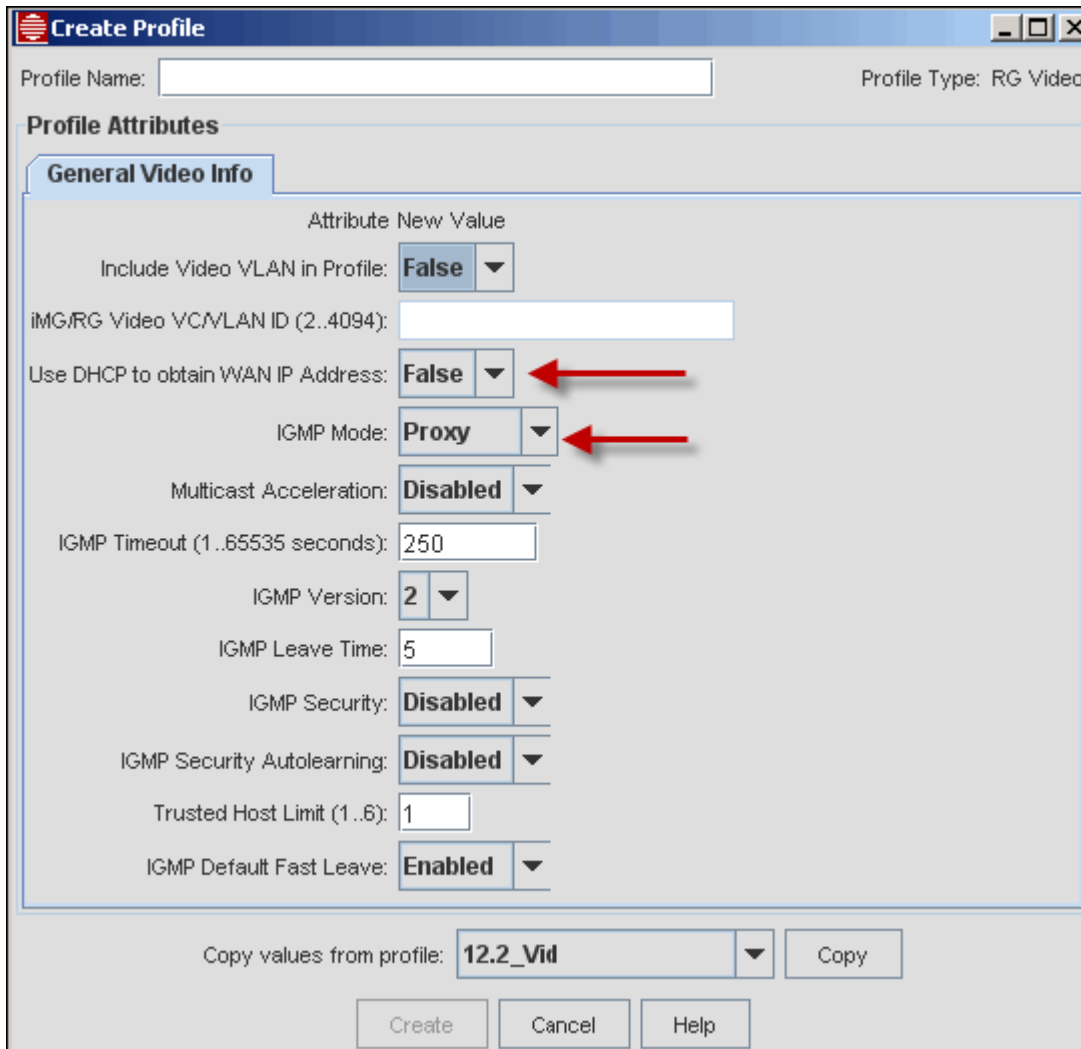 Create Profile
Profile Name: Profile Type: RG Video
Profile Attributes
General Video Info
Attribute New Value
Include Video VLAN in Profile: False
iMG/RG Video VC/VLAN ID (2..4094):
Use DHCP to obtain WAN IP Address: False
IGMP Mode: Proxy
Multicast Acceleration: Disabled
IGMP Timeout (1..65535 seconds): 250
IGMP Version: 2
IGMP Leave Time: 5
IGMP Security: Disabled
IGMP Security Autolearning: Disabled
Trusted Host Limit (1..6): 1
IGMP Default Fast Leave: Enabled
Copy values from profile: 12.2_Vid Copy
Create Cancel Help